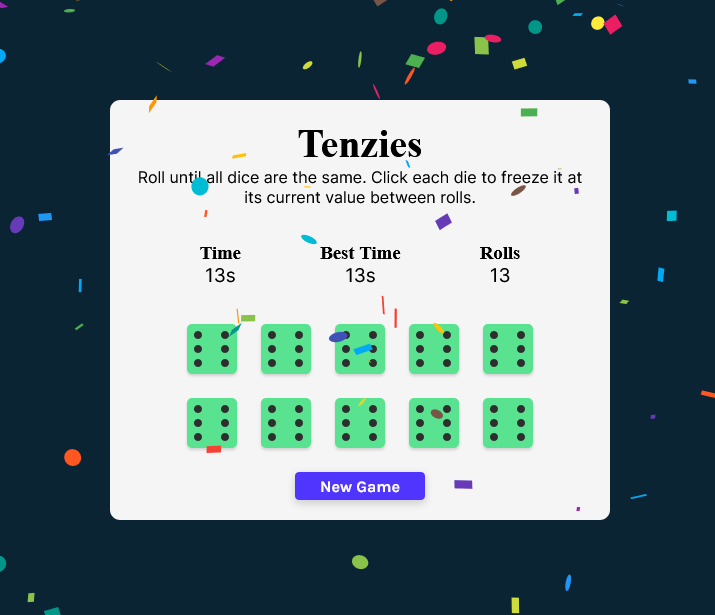 Tenzies
Roll until all dice are the same. Click each die to freeze it at
its current value between rolls.
Time Best Time Rolls
13s 13s 13
New Game